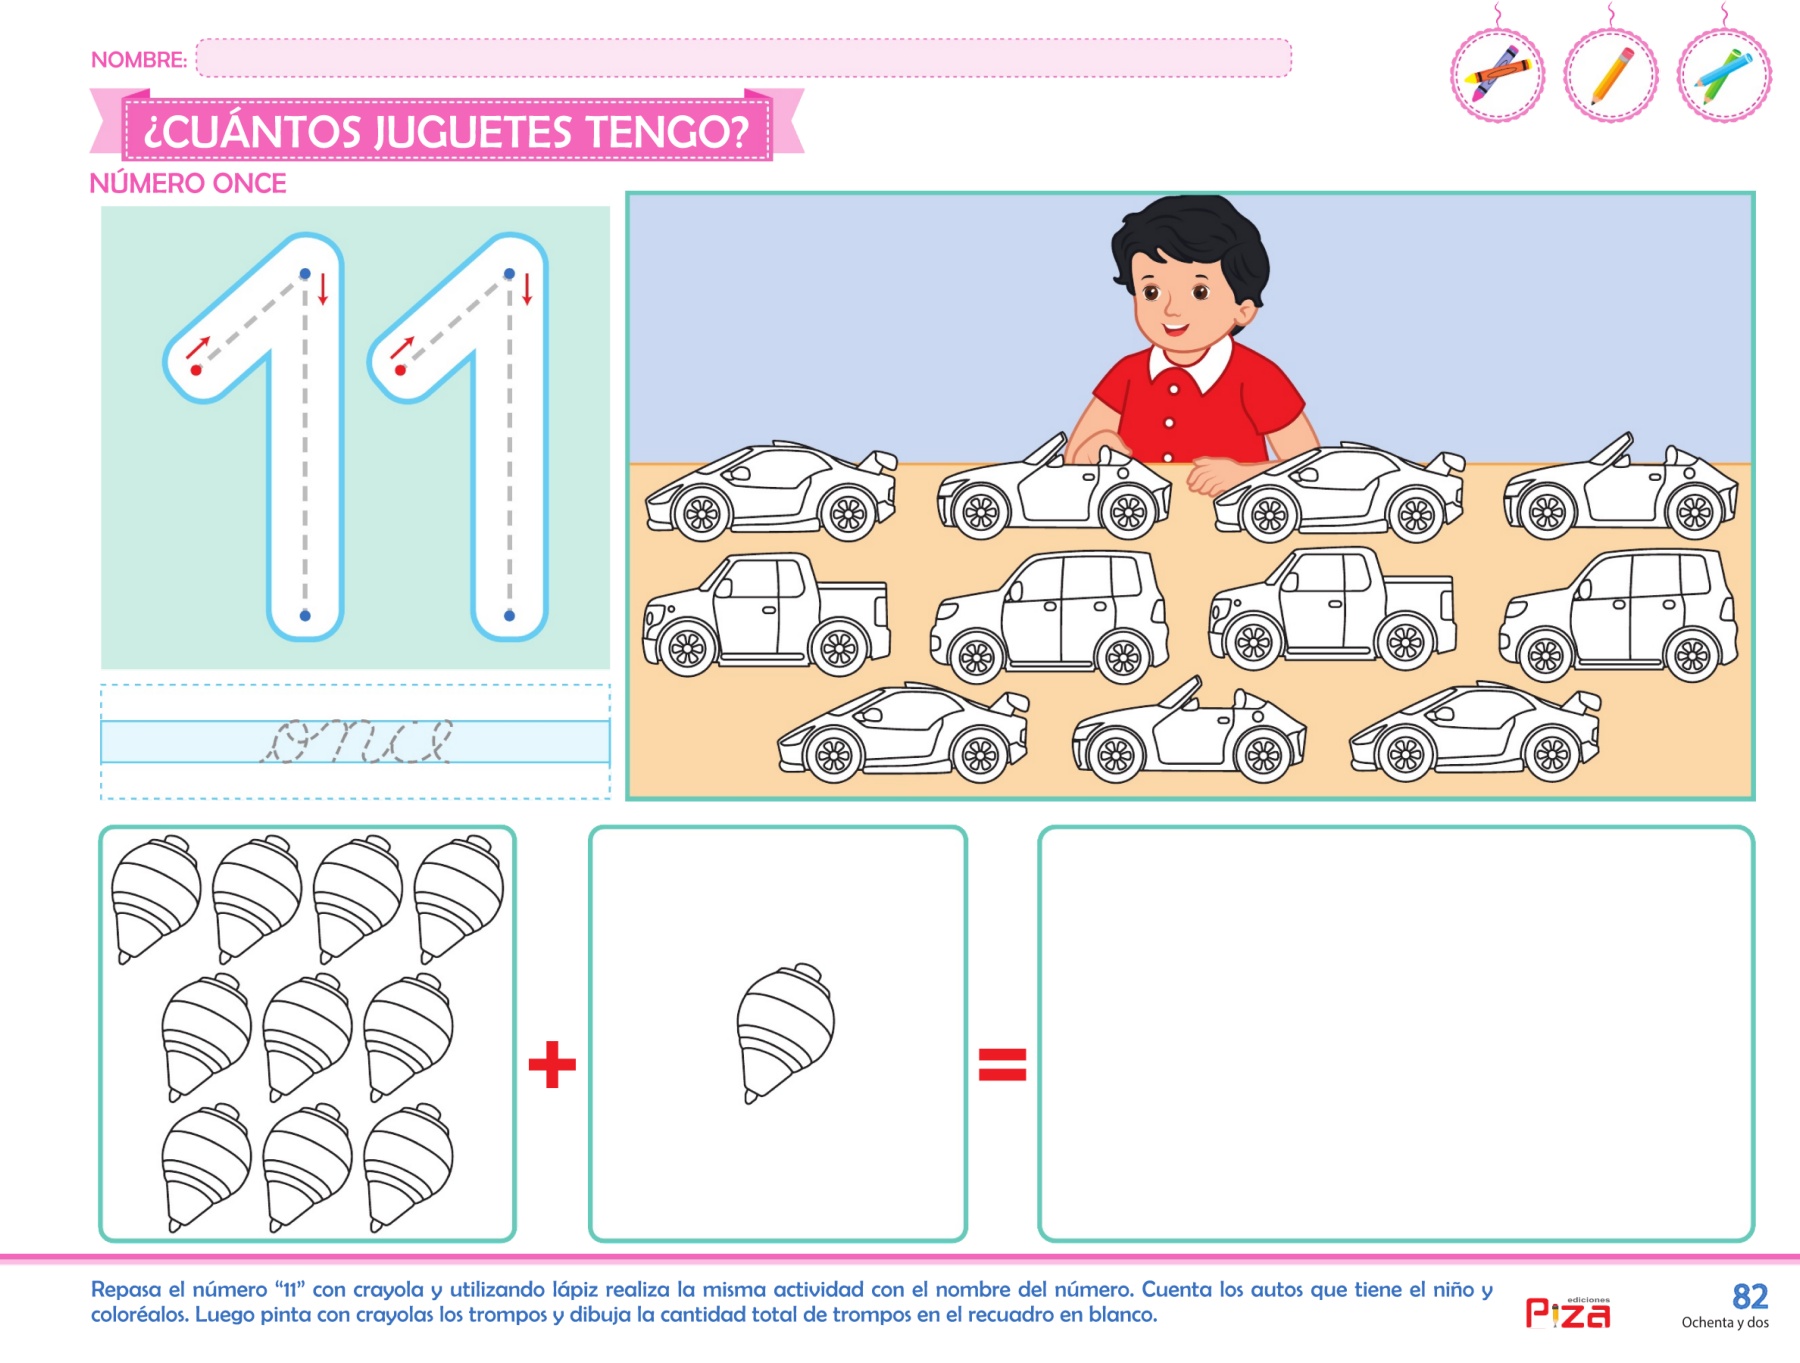 NOMBRE:
¿CUÁNTOS JUGUETES TENGO?
NÚMERO ONCE
11
once
+
=
Repasa el número “11” con crayola y utilizando lápiz realiza la misma actividad con el nombre del número. Cuenta los autos que tiene el niño y
coloréalos. Luego pinta con crayolas los trompos y dibuja la cantidad total de trompos en el recuadro en blanco.
ediciones
Piza
82
Ochenta y dos